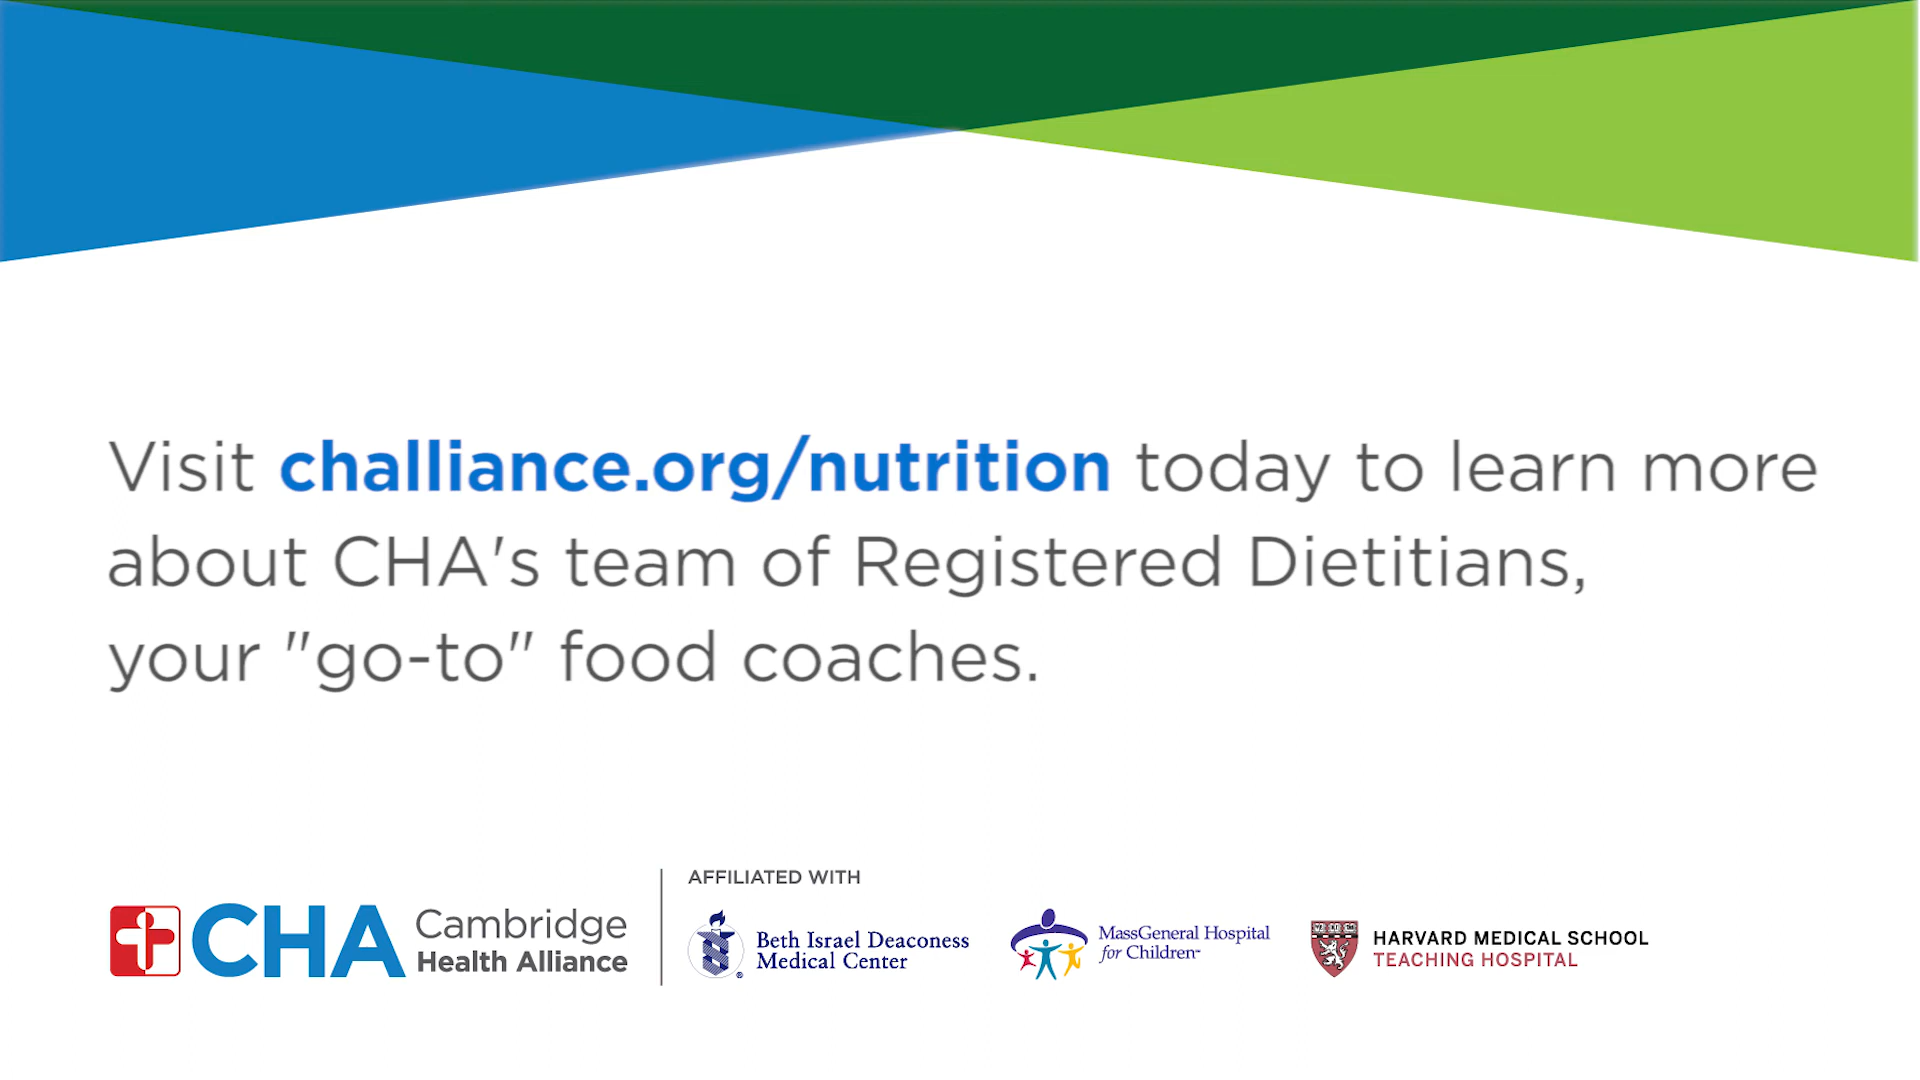 Visit challiance.org/nutrition today to learn more
about CHA's team of Registered Dietitians,
your "go-to" food coaches.
CHA Cambridge
Health Alliance
AFFILIATED WITH
Beth Israel Deaconess
Medical Center
MassGeneral Hospital
for Children™
HARVARD MEDICAL SCHOOL
TEACHING HOSPITAL